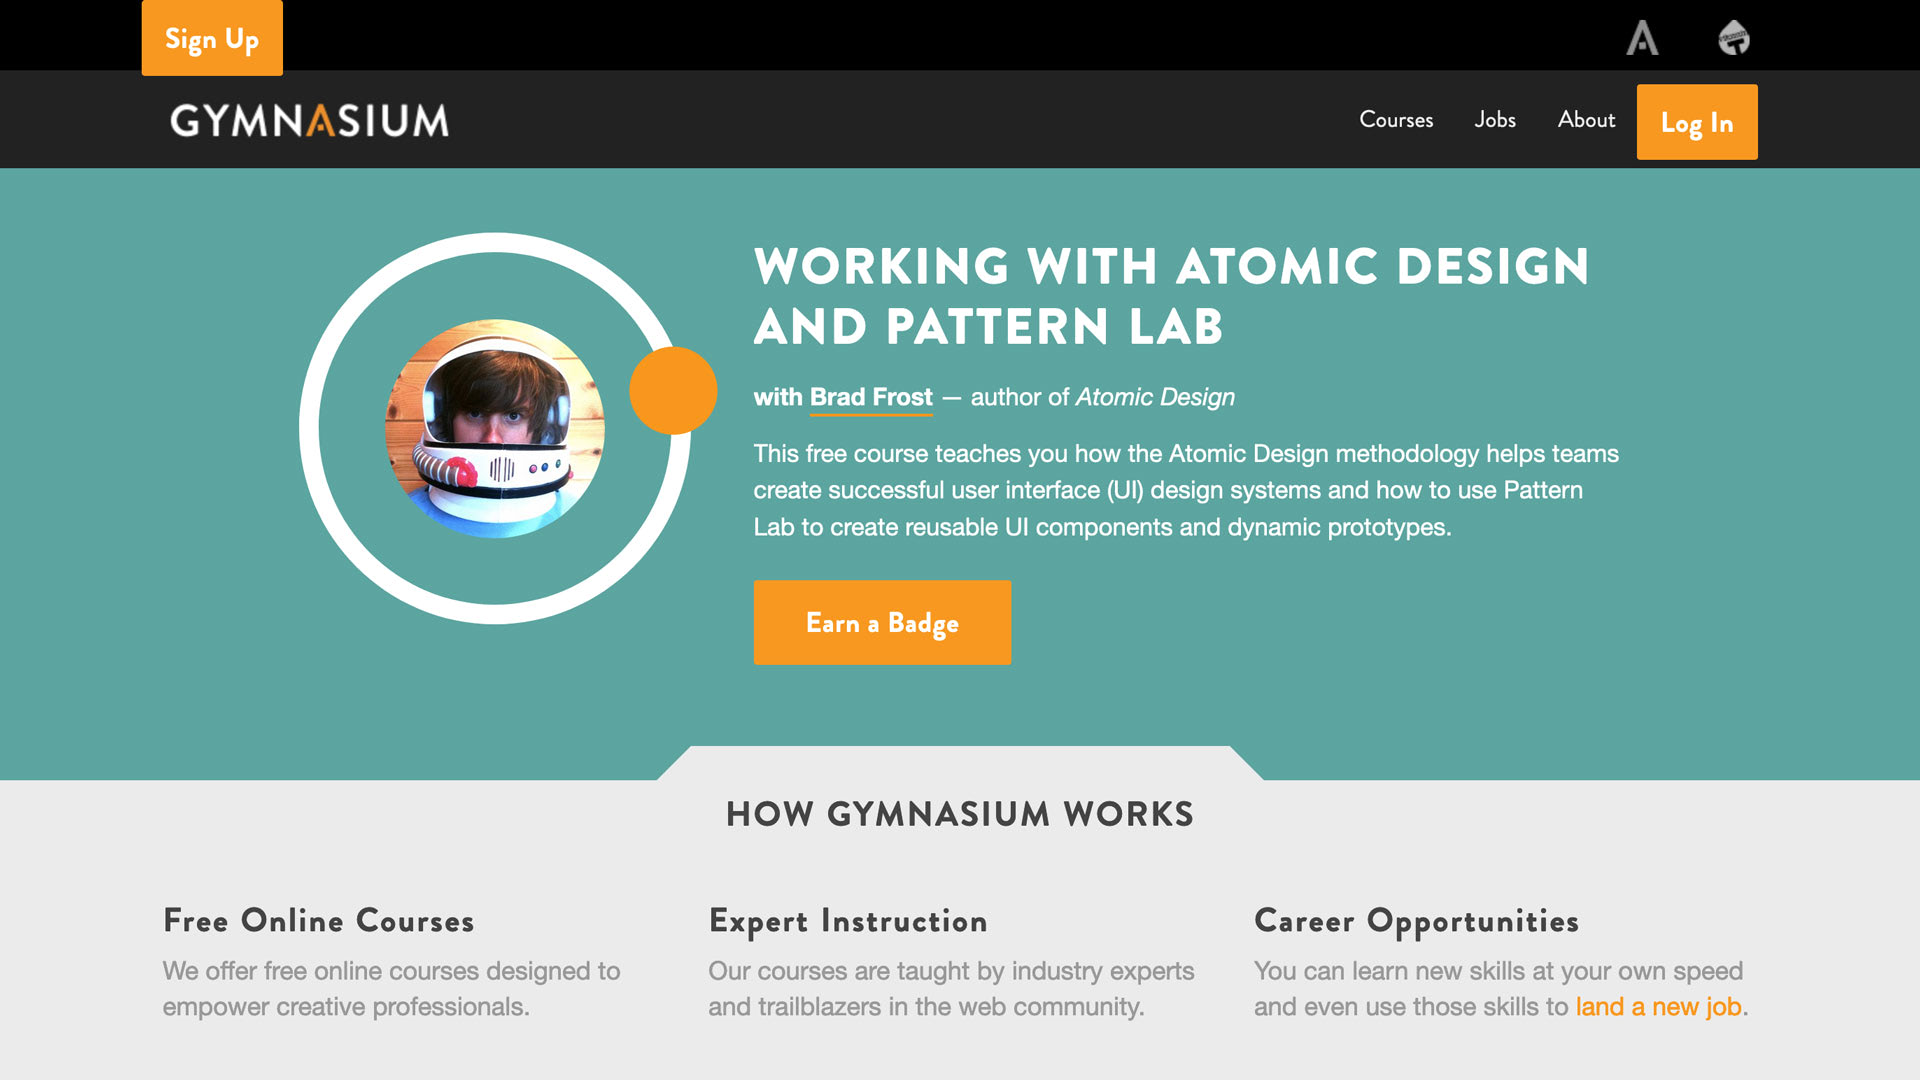 Sign Up
GYMNASIUM
Courses
Jobs
About
Log In
WORKING WITH ATOMIC DESIGN
AND PATTERN LAB
with Brad Frost — author of Atomic Design
This free course teaches you how the Atomic Design methodology helps teams
create successful user interface (UI) design systems and how to use Pattern
Lab to create reusable UI components and dynamic prototypes.
Earn a Badge
HOW GYMNASIUM WORKS
Free Online Courses
We offer free online courses designed to
empower creative professionals.
Expert Instruction
Our courses are taught by industry experts
and trailblazers in the web community.
Career Opportunities
You can learn new skills at your own speed
and even use those skills to land a new job.